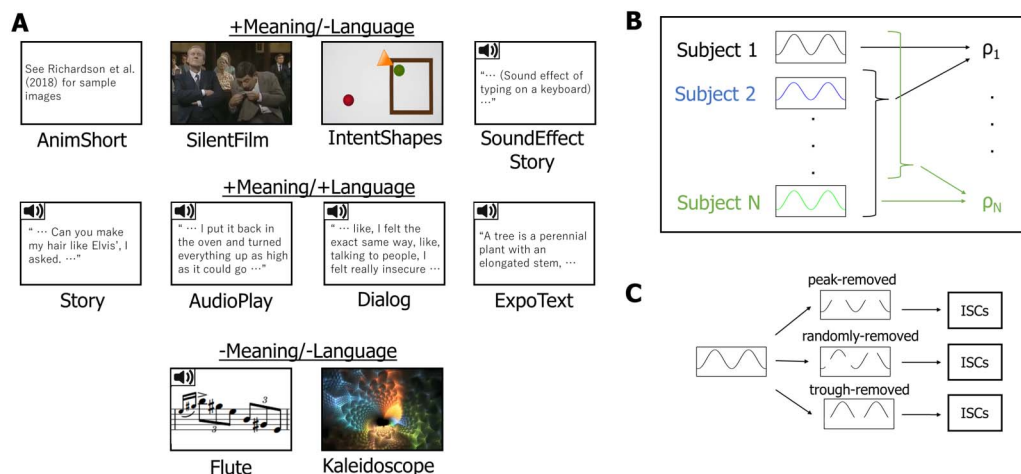 A
+Meaning/-Language
See Richardson et al.
(2018) for sample
images
AnimShort
SilentFilm
IntentShapes
“… (Sound effect of
typing on a keyboard)
…”
SoundEffect
Story
+Meaning/+Language
“ … Can you make
my hair like Elvis’, I
asked. …”
Story
“ … I put it back in
the oven and turned
everything up as high
as it could go …”
AudioPlay
“ … like, I felt the
exact same way, like,
talking to people, I
felt really insecure …
Dialog
“A tree is a perennial
plant with an
elongated stem, …
ExpoText
-Meaning/-Language
3
3
Flute
Kaleidoscope
B
Subject 1
ρ1
Subject 2
Subject N
ρN
C
peak-removed
ISCs
randomly-removed
ISCs
trough-removed
ISCs